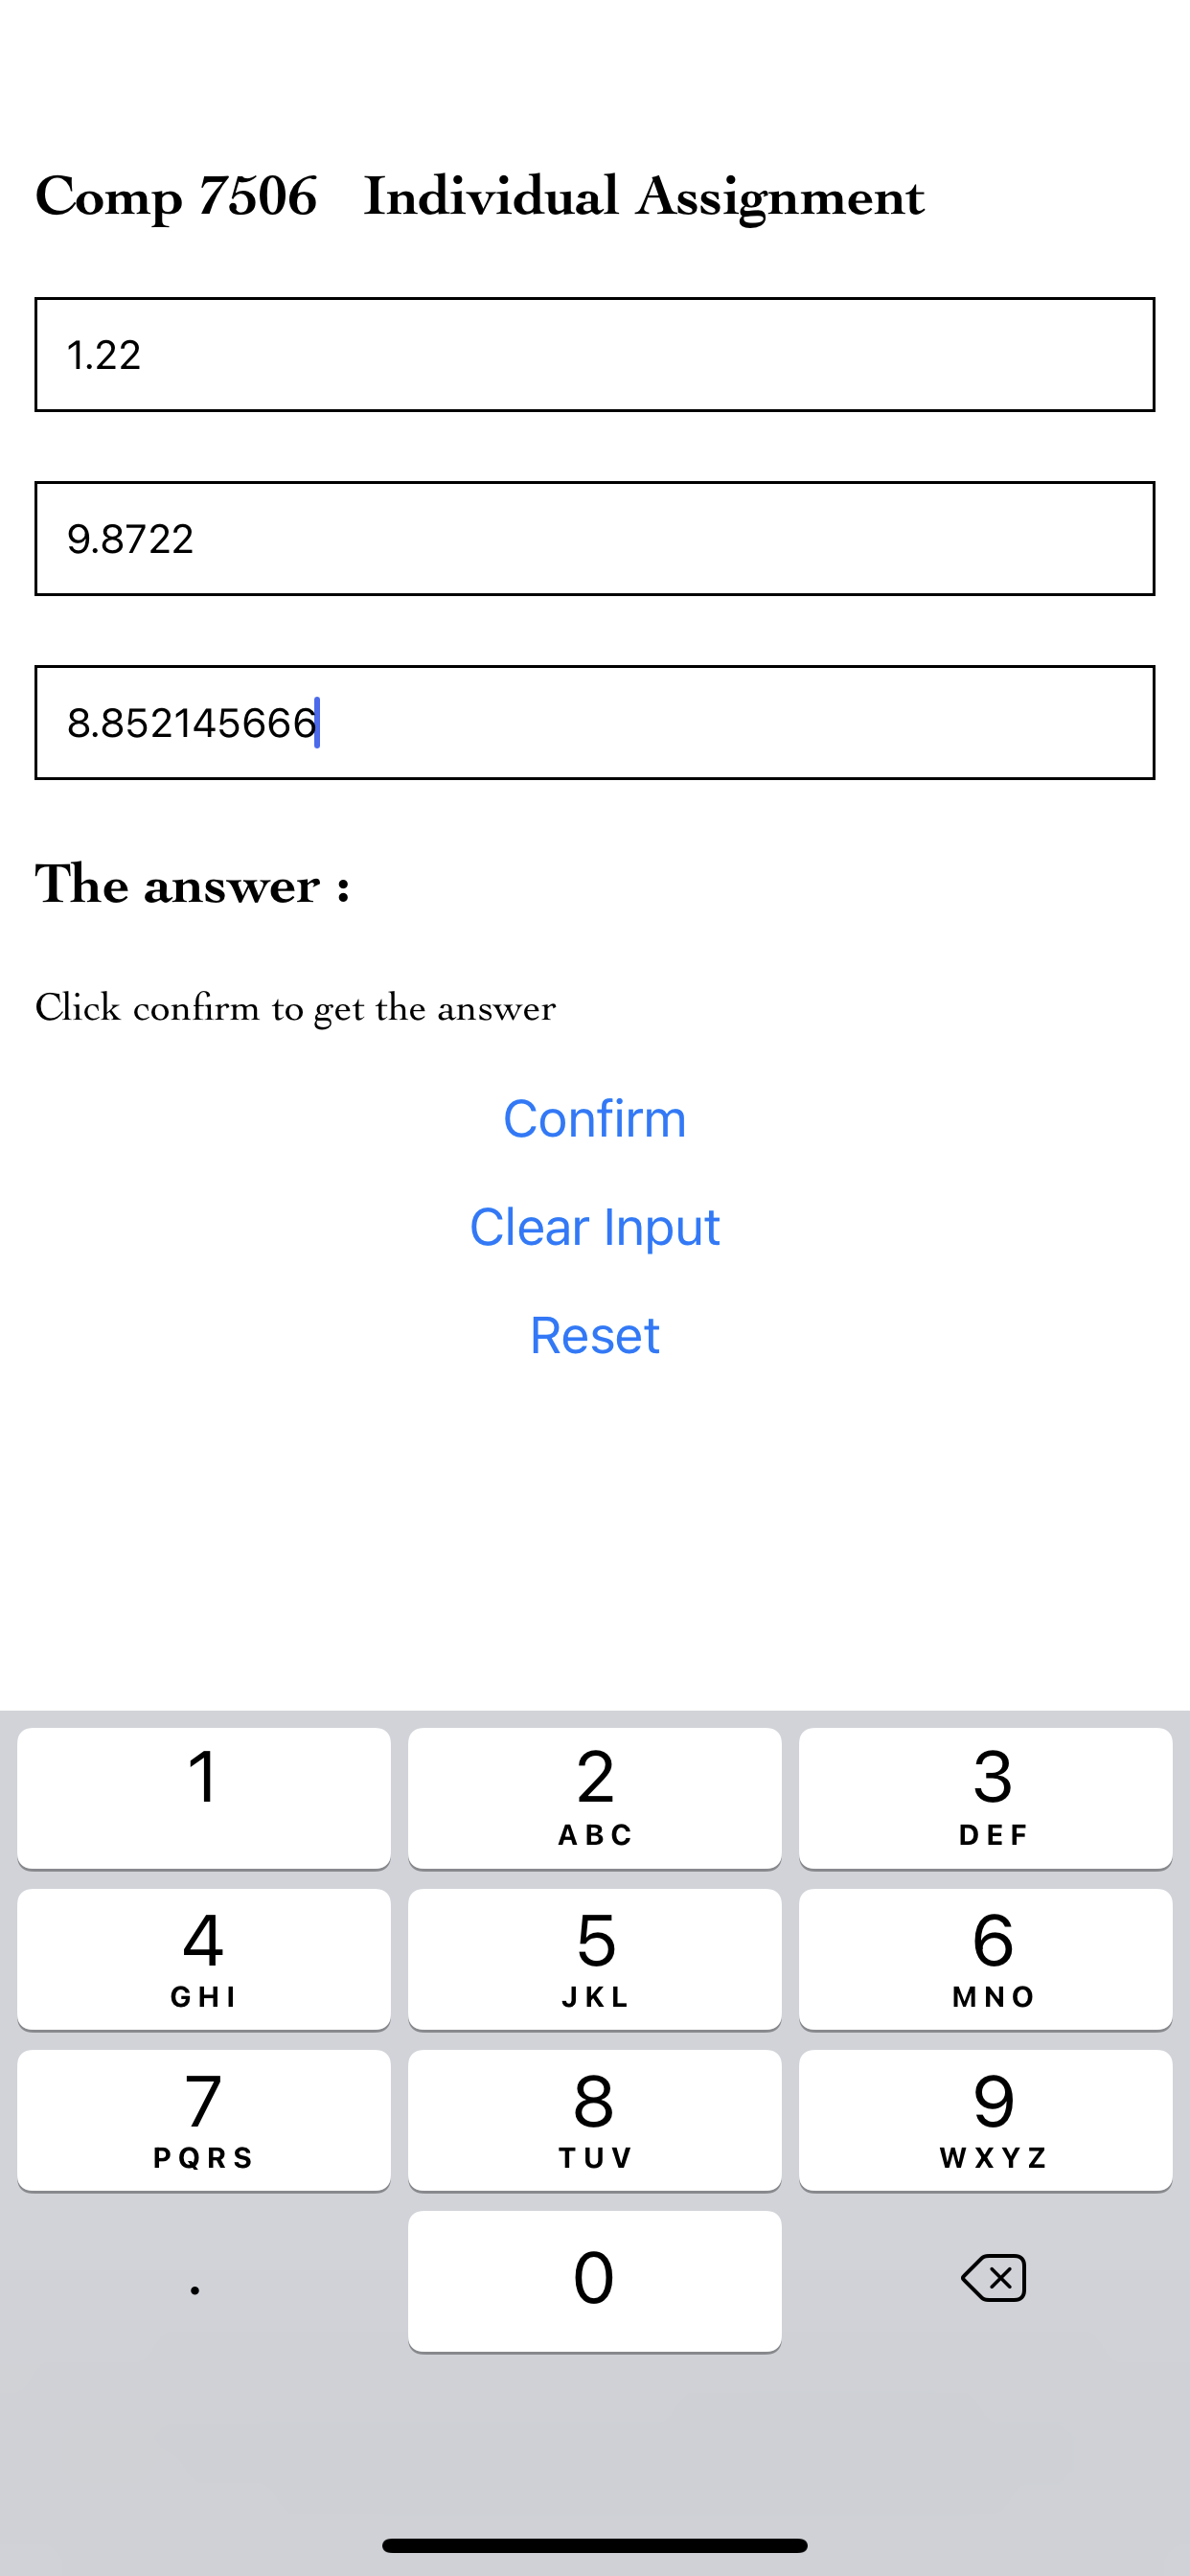 Comp 7506   Individual Assignment
1.22
9.8722
8.852145666
The answer :
Click confirm to get the answer
Confirm
Clear Input
Reset
1 2 3
ABC DEF
4 5 6
GHI JKL MNO
7 8 9
PQRS TUV WXYZ
. 0